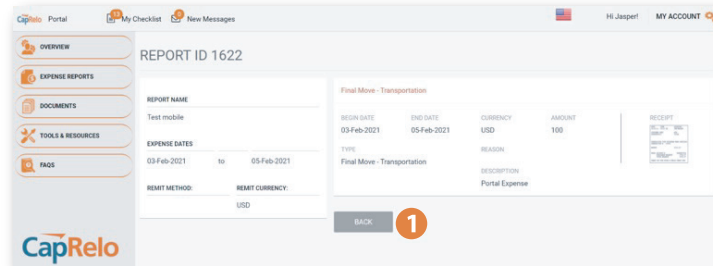 CapRelo Portal
13 My Checklist
0 New Messages
Hi Jasper!
MY ACCOUNT
OVERVIEW
EXPENSE REPORTS
DOCUMENTS
TOOLS & RESOURCES
FAQS
CapRelo
REPORT ID 1622
REPORT NAME
Test mobile
EXPENSE DATES
03-Feb-2021 to 05-Feb-2021
REMIT METHOD: REMIT CURRENCY:
USD
Final Move - Transportation
BEGIN DATE END DATE CURRENCY AMOUNT RECEIPT
03-Feb-2021 05-Feb-2021 USD 100
TYPE REASON
Final Move - Transportation
DESCRIPTION
Portal Expense
BACK
1